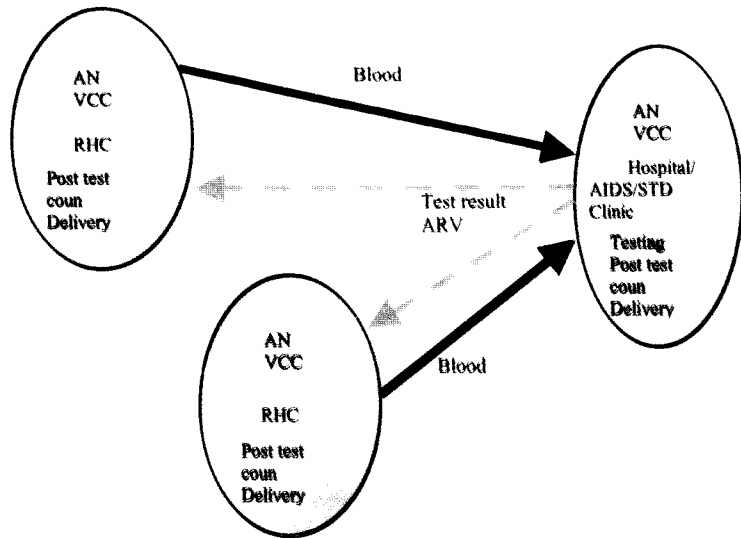 AN
VCC
RHC
Post test
coun
Delivery
Blood
Test result
ARV
AN
VCC
Hospital/
AIDS/STD
Clinic
Testing
Post test
coun
Delivery
AN
VCC
RHC
Post test
coun
Delivery
Blood